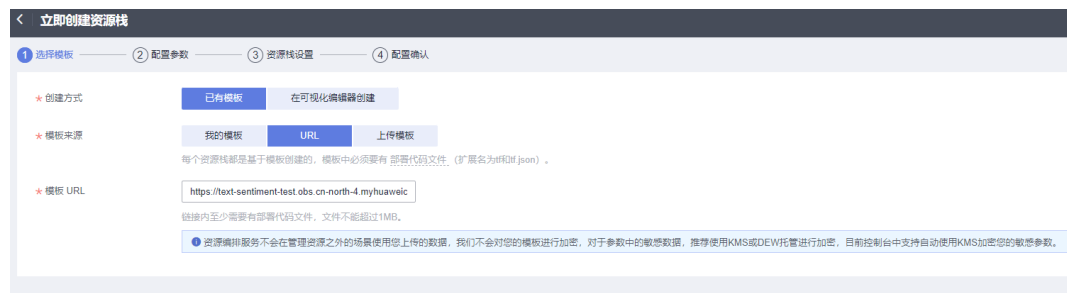 < 立即创建资源栈
1 选择模板 2 配置参数 3 资源栈设置 4 配置确认
* 创建方式 已有模板 在可视化编辑器创建
* 模板来源 我的模板 URL 上传模板
每个资源栈都是基于模板创建的，模板中必须要有 部署代码文件 （扩展名为tf和tf.json）。
* 模板 URL https://text-sentiment-test.obs.cn-north-4.myhuaweic
链接内至少需要有部署代码文件，文件不能超过1MB。
资源编排服务不会在管理资源之外的场景使用您上传的数据，我们不会对您的模板进行加密，对于参数中的敏感数据，推荐使用KMS或DEW托管进行加密，目前控制台中支持自动使用KMS加密您的敏感参数。